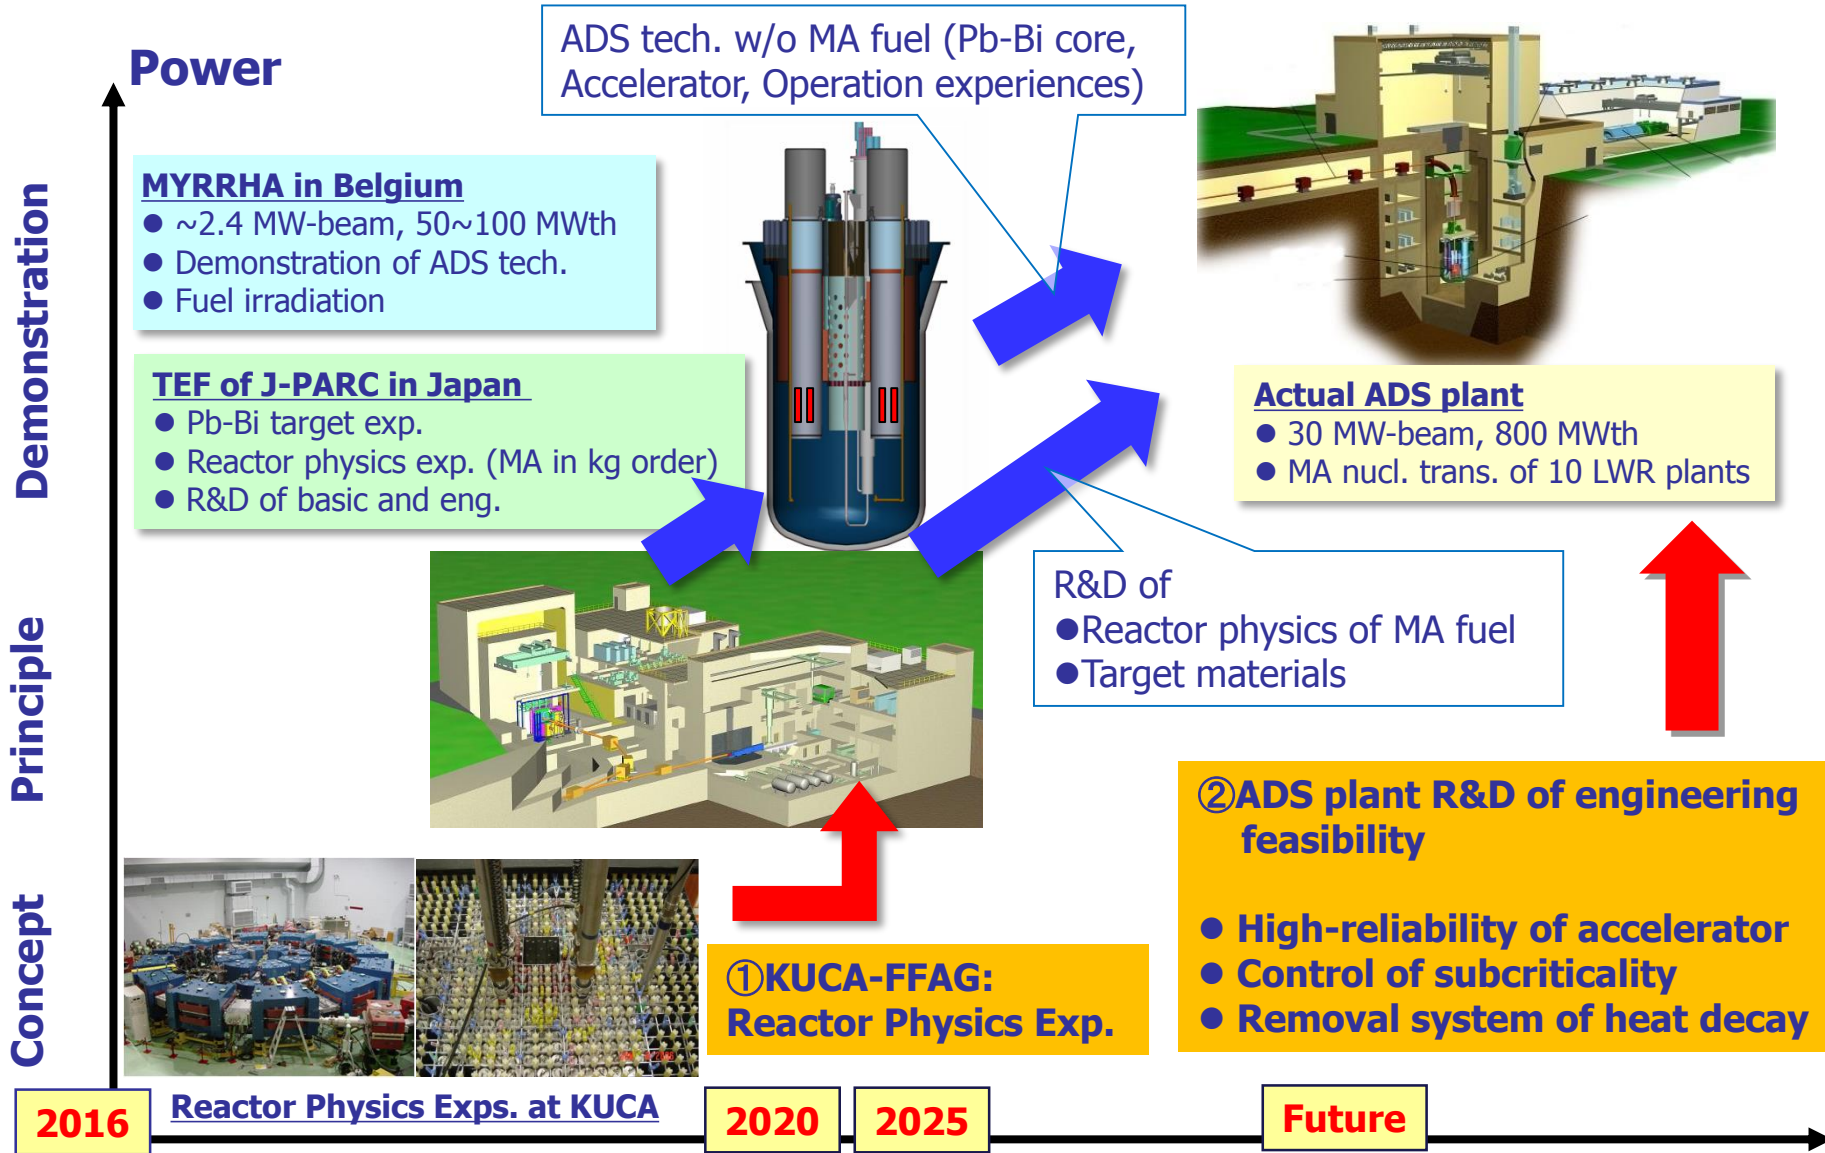 Power
ADS tech. w/o MA fuel (Pb-Bi core,
Accelerator, Operation experiences)
MYRRHA in Belgium
● ~2.4 MW-beam, 50~100 MWth
● Demonstration of ADS tech.
● Fuel irradiation
TEF of J-PARC in Japan
● Pb-Bi target exp.
● Reactor physics exp. (MA in kg order)
● R&D of basic and eng.
Actual ADS plant
● 30 MW-beam, 800 MWth
● MA nucl. trans. of 10 LWR plants
R&D of
●Reactor physics of MA fuel
●Target materials
①KUCA-FFAG:
Reactor Physics Exp.
②ADS plant R&D of engineering
feasibility
● High-reliability of accelerator
● Control of subcriticality
● Removal system of heat decay
Demonstration
Principle
Concept
2016
Reactor Physics Exps. at KUCA
2020
2025
Future